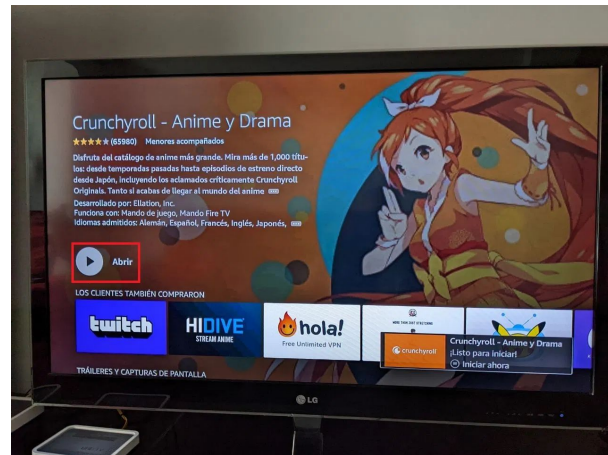 Crunchyroll - Anime y Drama
(65980) Menores acompañados
Disfruta del catálogo de anime más grande. Mira más de 1,000 títu-
los: desde temporadas pasadas hasta episodios de estreno directo
desde Japón, incluyendo los aclamados críticamente Crunchyroll
Originals. Tanto si acabas de llegar al mundo del anime
Desarrollado por: Ellation, Inc.
Funciona con: Mando de juego, Mando Fire TV
Idiomas admitidos: Alemán, Español, Francés, Inglés, Japonés,
Abrir
LOS CLIENTES TAMBIÉN COMPRARON
twitch
HIDIVE
STREAM ANIME
hola!
Free Unlimited VPN
crunchyroll
Crunchyroll - Anime y Drama
¡Listo para iniciar!
Iniciar ahora
TRÁILERES Y CAPTURAS DE PANTALLA
LG